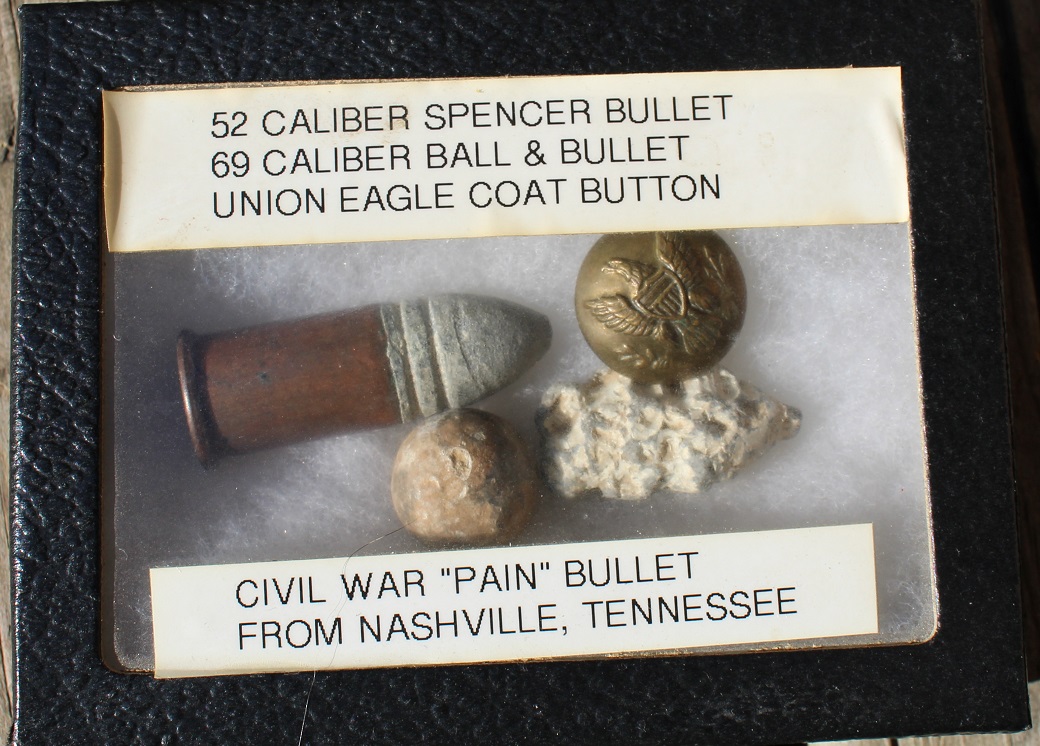 52 CALIBER SPENCER BULLET
69 CALIBER BALL & BULLET
UNION EAGLE COAT BUTTON
CIVIL WAR "PAIN" BULLET
FROM NASHVILLE, TENNESSEE